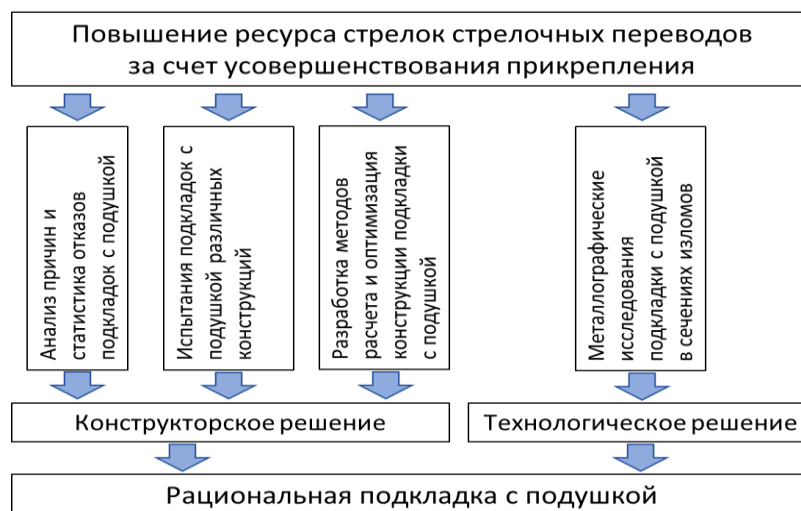 Повышение ресурса стрелок стрелочных переводов
за счет усовершенствования прикрепления
Анализ причин и
статистика отказов
подкладок с подушкой
Испытания подкладок с
подушкой различных
конструкций
Разработка методов
расчета и оптимизация
конструкции подкладки
с подушкой
Металлографические
исследования
подкладки с подушкой
в сечениях изломов
Конструкторское решение
Технологическое решение
Рациональная подкладка с подушкой